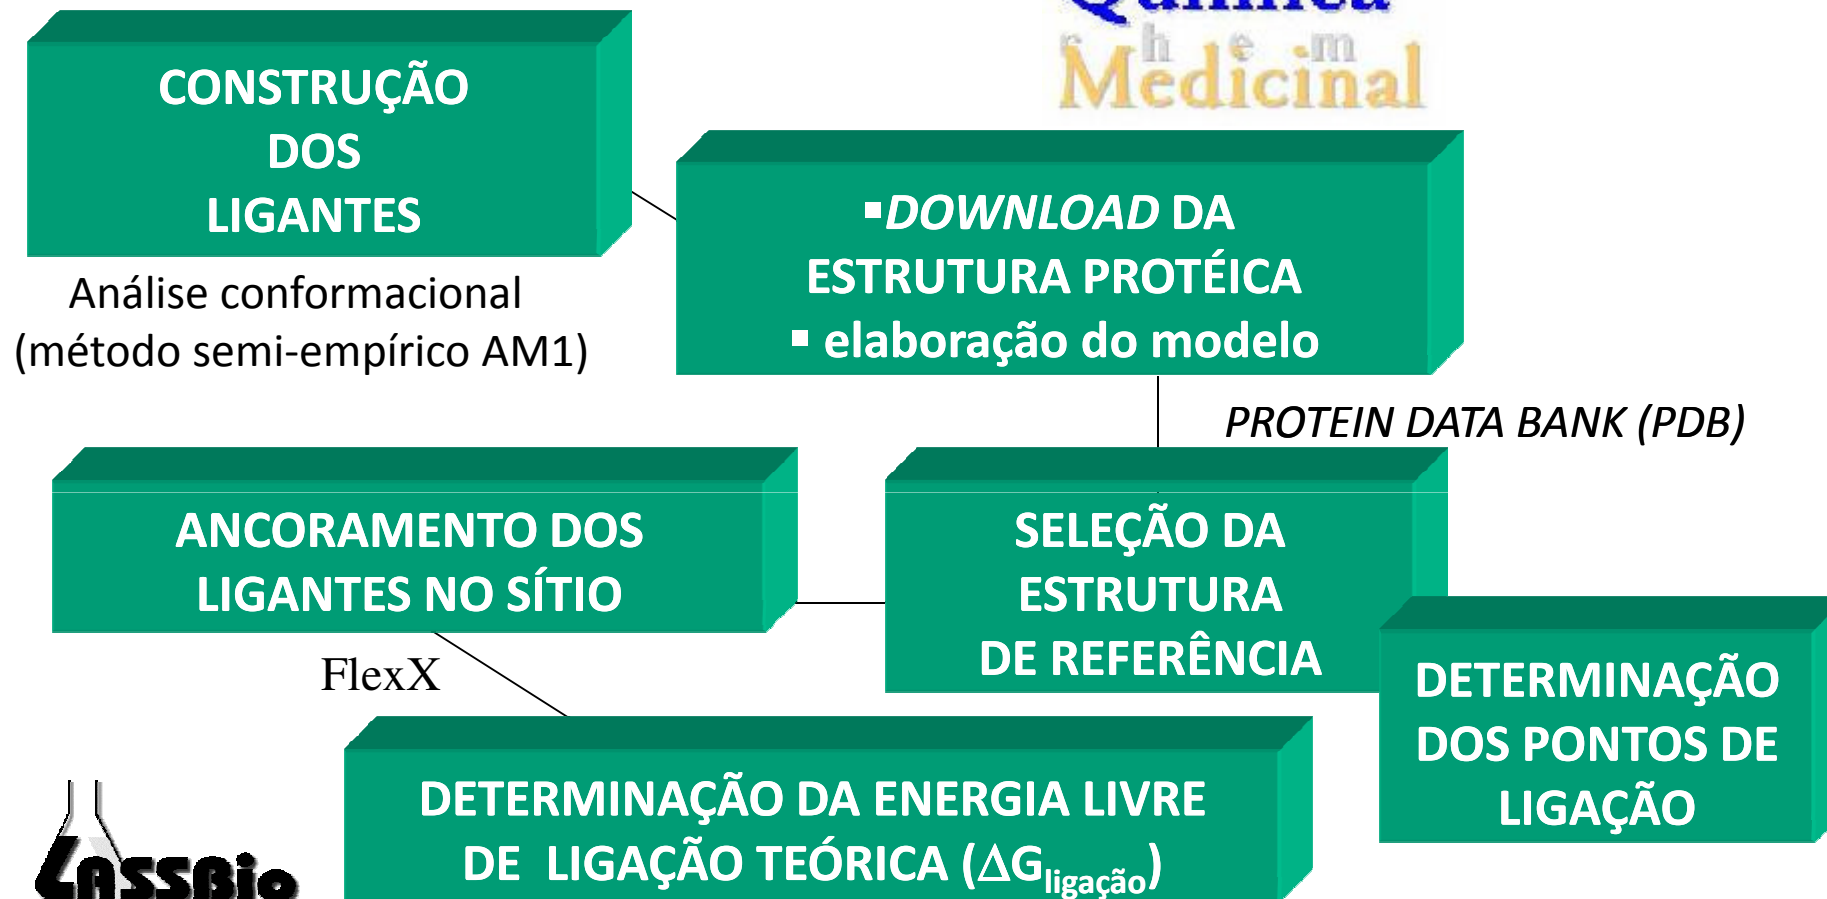 Química
Medicinal
CONSTRUÇÃO
DOS
LIGANTES
Análise conformacional
(método semi-empírico AM1)
▪DOWNLOAD DA
ESTRUTURA PROTÉICA
▪ elaboração do modelo
PROTEIN DATA BANK (PDB)
ANCORAMENTO DOS
LIGANTES NO SÍTIO
SELEÇÃO DA
ESTRUTURA
DE REFERÊNCIA
FlexX
DETERMINAÇÃO
DOS PONTOS DE
LIGAÇÃO
DETERMINAÇÃO DA ENERGIA LIVRE
DE LIGAÇÃO TEÓRICA (ΔGligação)
LASSBio